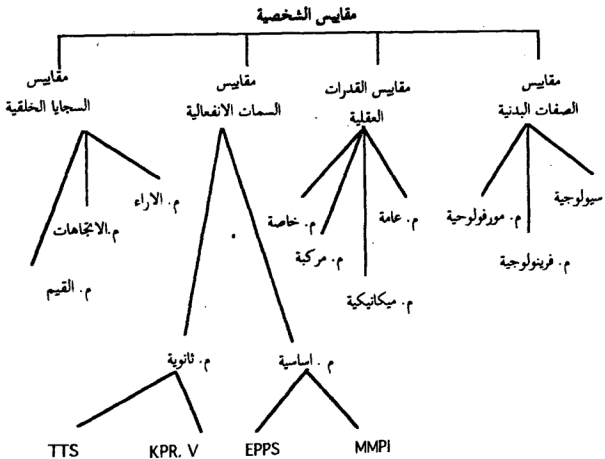 مقاييس الشخصية
مقاييس
الصفات البدنية
مقاييس القدرات
العقلية
مقاييس
السمات الانفعالية
مقاييس
السجايا الخلقية
سيولوجية
م. مورفولوجية
م. فرينولوجية
م. عامة
م. خاصة
م. مركبة
م. ميكانيكية
م. الاراء
م. الاتجاهات
م. القيم
م. اساسية
م. ثانوية
TTS
KPR. V
EPPS
MMPI